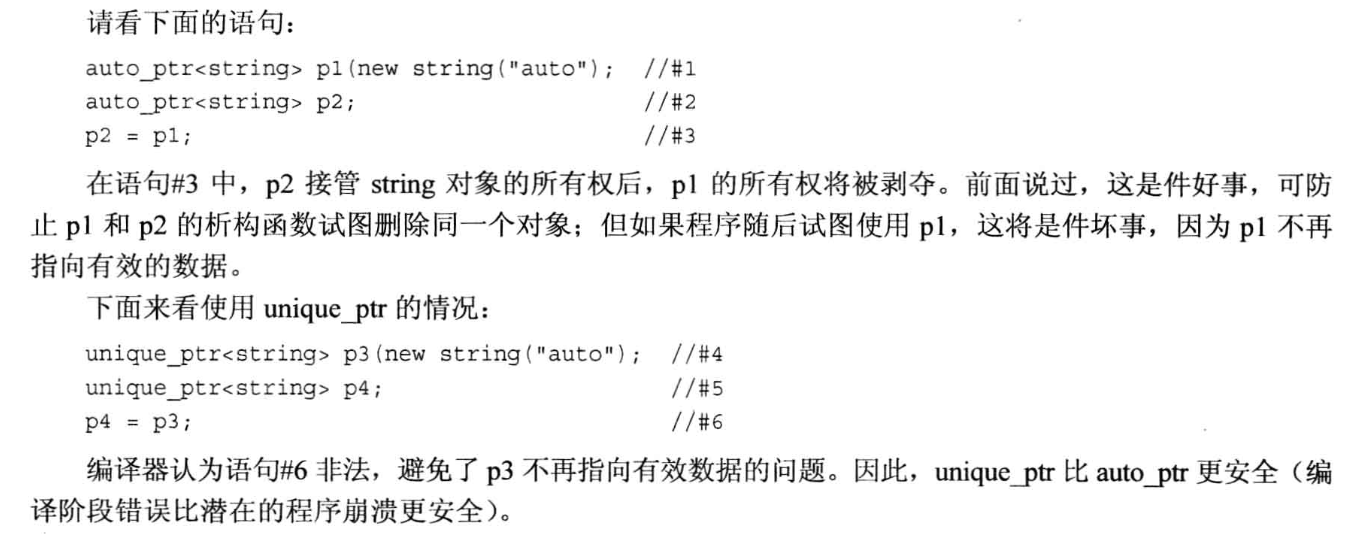 请看下面的语句：
auto_ptr<string> p1(new string("auto"); //#1
auto_ptr<string> p2; //#2
p2 = p1; //#3
在语句#3 中，p2 接管 string 对象的所有权后，p1 的所有权将被剥夺。前面说过，这是件好事，可防
止 p1 和 p2 的析构函数试图删除同一个对象；但如果程序随后试图使用 p1，这将是件坏事，因为 p1 不再
指向有效的数据。
下面来看使用 unique_ptr 的情况：
unique_ptr<string> p3(new string("auto"); //#4
unique_ptr<string> p4; //#5
p4 = p3; //#6
编译器认为语句#6 非法，避免了 p3 不再指向有效数据的问题。因此，unique_ptr 比 auto_ptr 更安全（编
译阶段错误比潜在的程序崩溃更安全）。